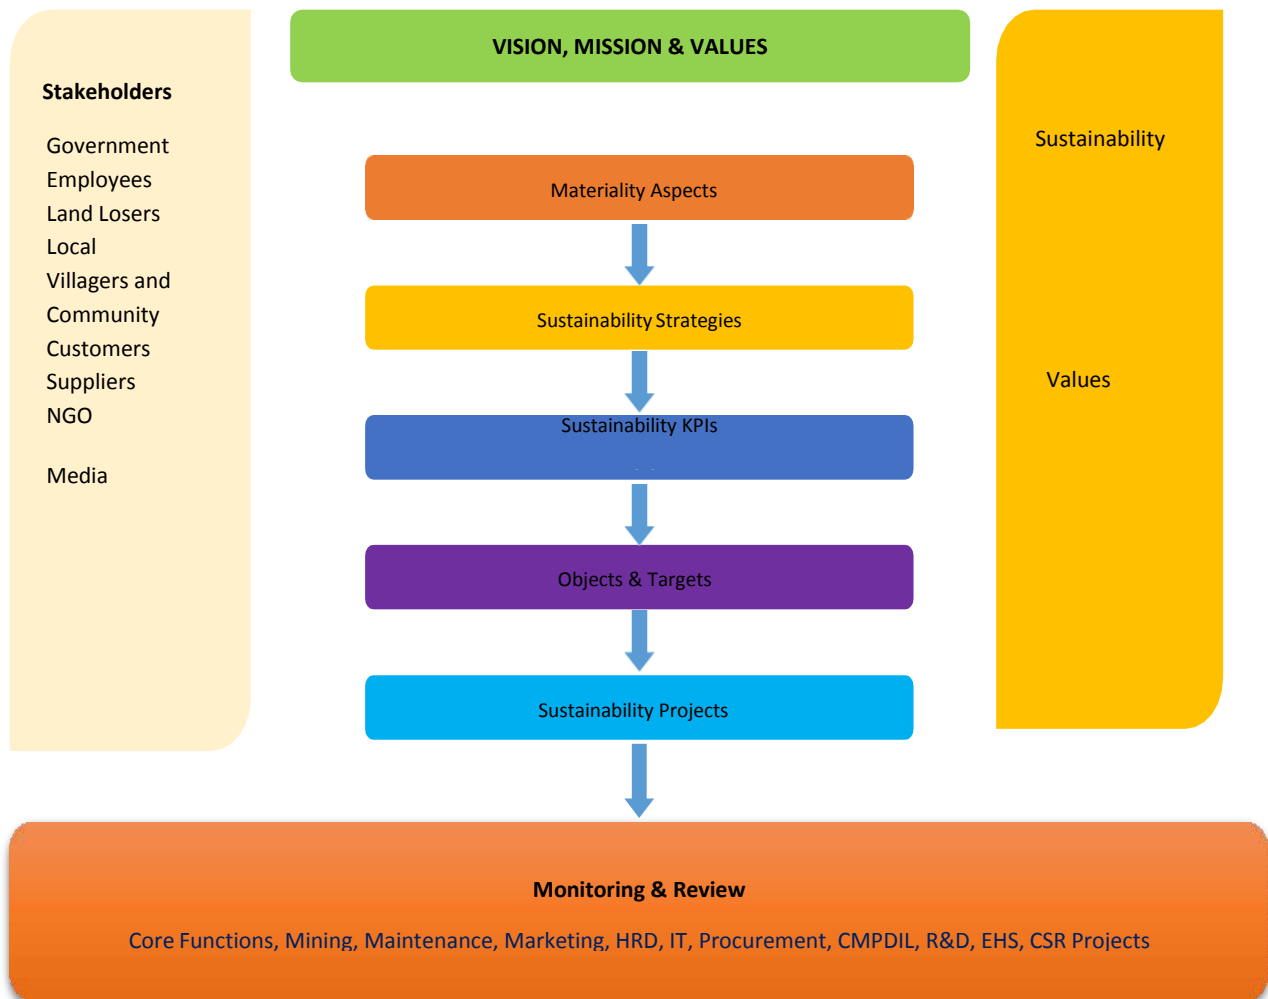 VISION, MISSION & VALUES
Stakeholders
Government
Employees
Land Losers
Local
Villagers and
Community
Customers
Suppliers
NGO
Media
Materiality Aspects
Sustainability Strategies
Sustainability KPIs
Objects & Targets
Sustainability Projects
Sustainability
Values
Monitoring & Review
Core Functions, Mining, Maintenance, Marketing, HRD, IT, Procurement, CMPDIL, R&D, EHS, CSR Projects